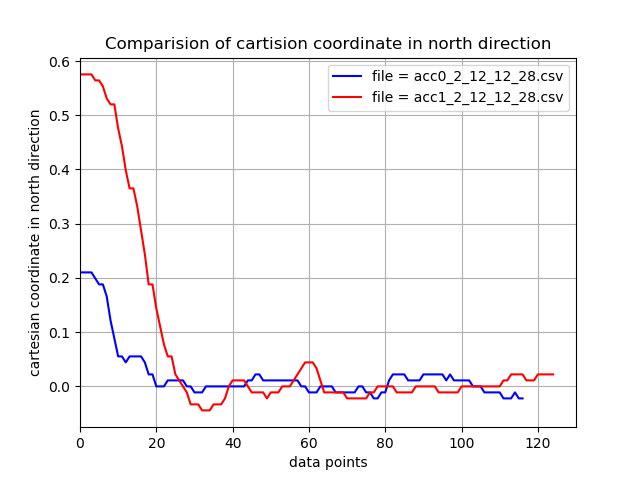 Comparision of cartision coordinate in north direction
file = acc0_2_12_12_28.csv
file = acc1_2_12_12_28.csv
cartesian coordinate in north direction
0.6
0.5
0.4
0.3
0.2
0.1
0.0
0 20 40 60 80 100 120
data points